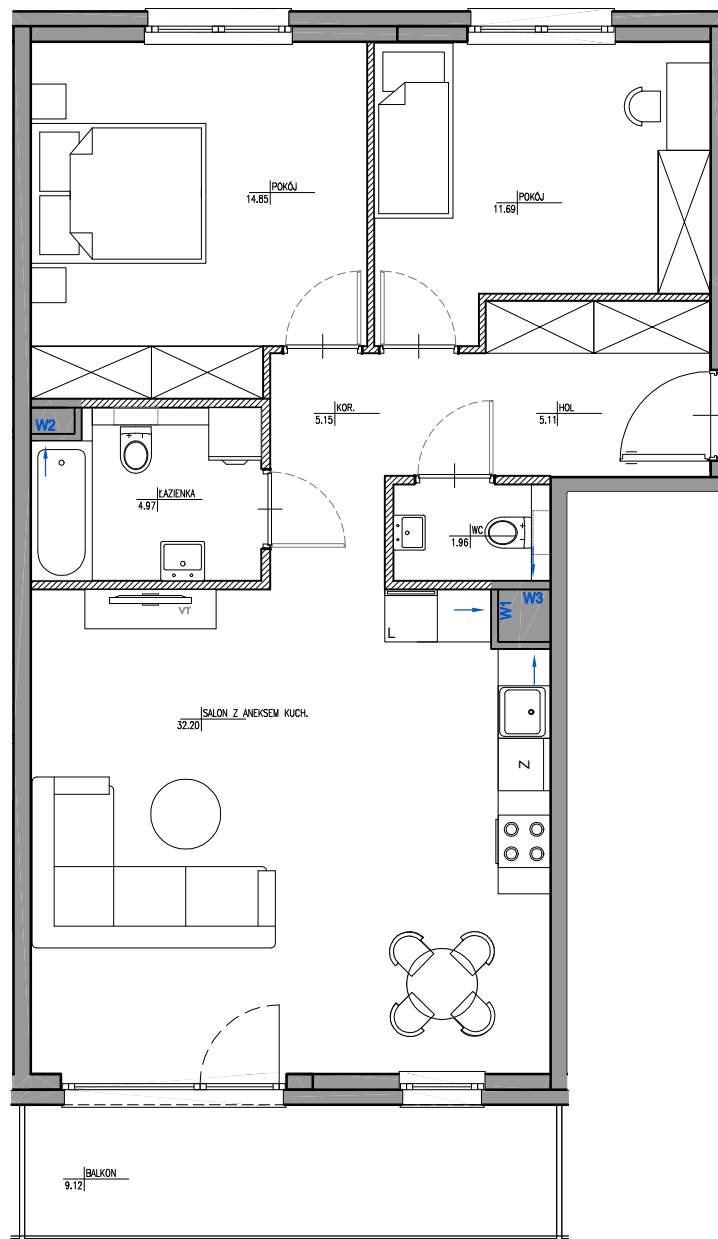 POKÓJ
14.85
POKÓJ
11.69
KOR.
5.15
HOL
5.11
W2
ŁAZIENKA
4.97
WC
1.96
W1
W3
VT
L
SALON Z ANEKSEM KUCH.
32.20
Z
BALKON
9.12